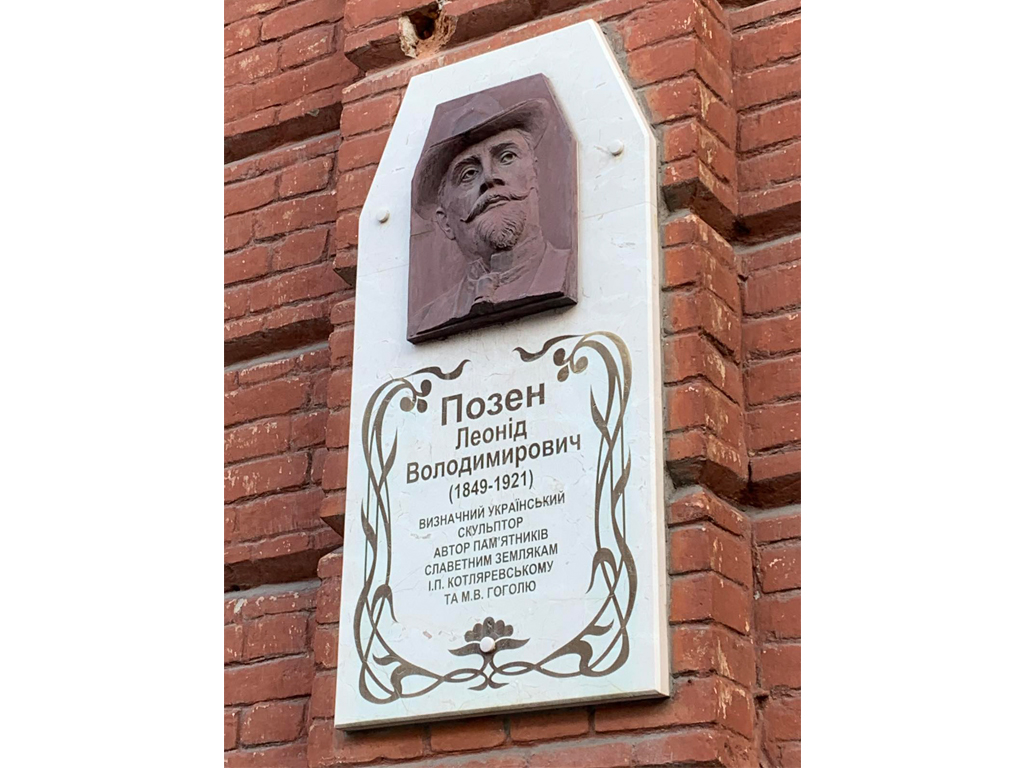 Позен
Леонід
Володимирович
(1849-1921)
ВИЗНАЧНИЙ УКРАЇНСЬКИЙ
СКУЛЬПТОР
АВТОР ПАМ'ЯТНИКІВ
СЛАВЕТНИМ ЗЕМЛЯКАМ
І.П. КОТЛЯРЕВСЬКОМУ
ТА М.В. ГОГОЛЮ